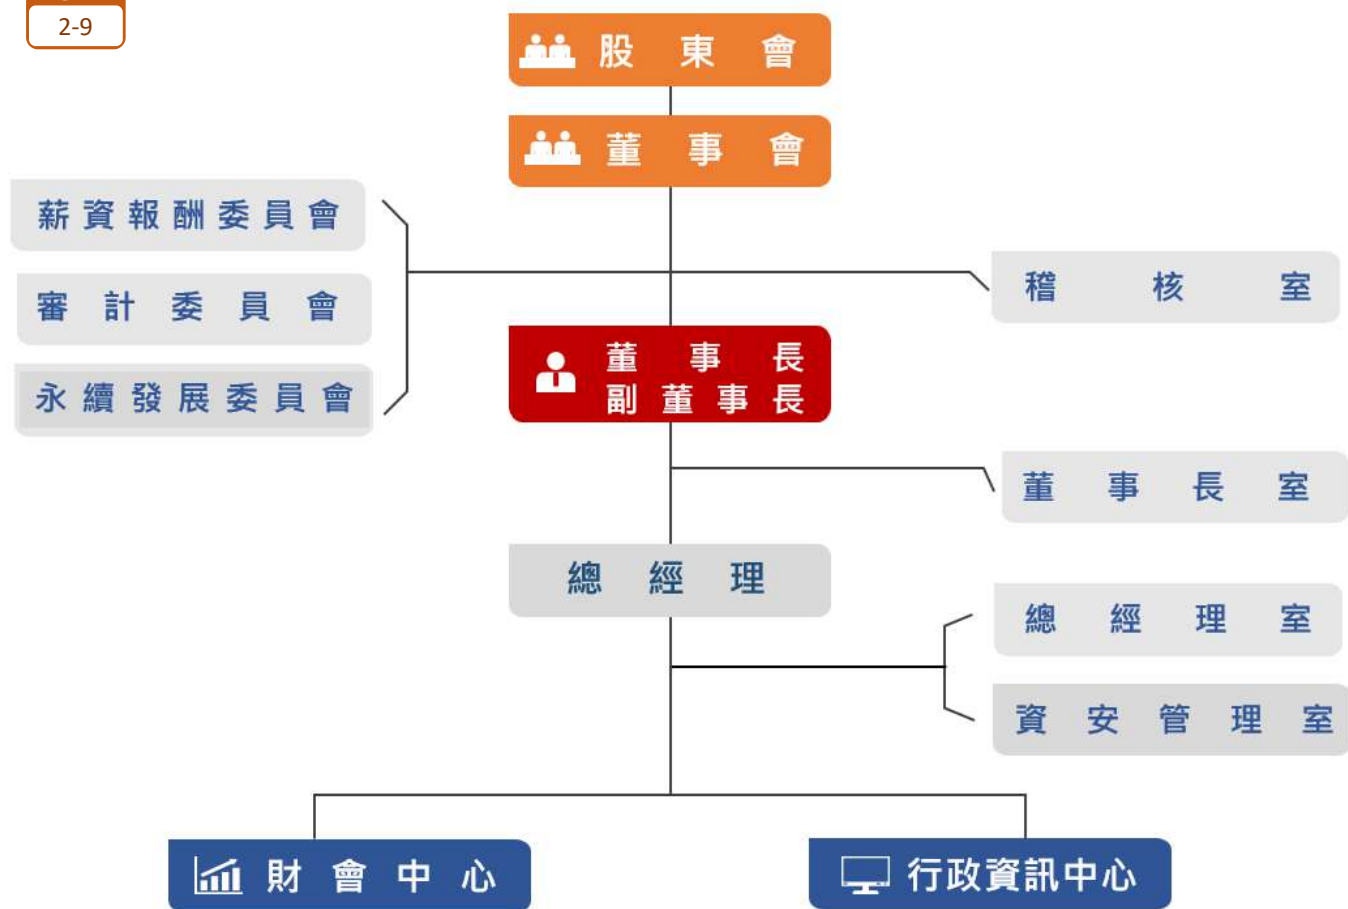 2-9
股東會
董事會
薪資報酬委員會
審計委員會
永續發展委員會
稽核室
董事長
副董事長
董事長室
總經理
總經理室
資安管理室
財會中心
行政資訊中心